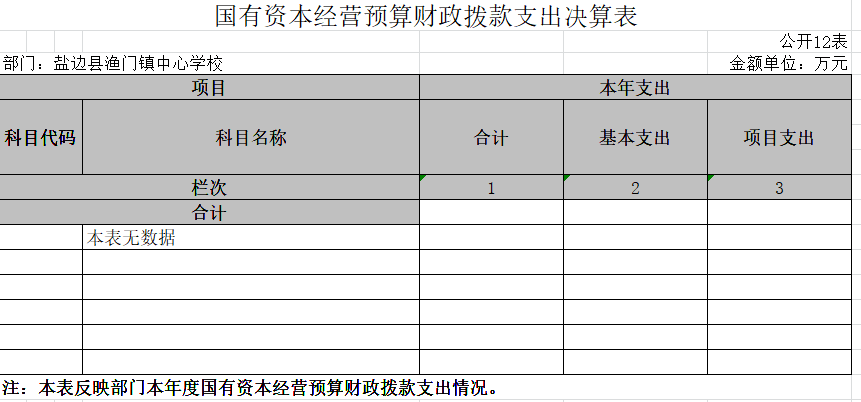 国有资本经营预算财政拨款支出决算表
公开12表
部门：盐边县渔门镇中心学校 金额单位：万元
项目 本年支出
科目代码 科目名称 合计 基本支出 项目支出
栏次 1 2 3
合计
本表无数据
注：本表反映部门本年度国有资本经营预算财政拨款支出情况。